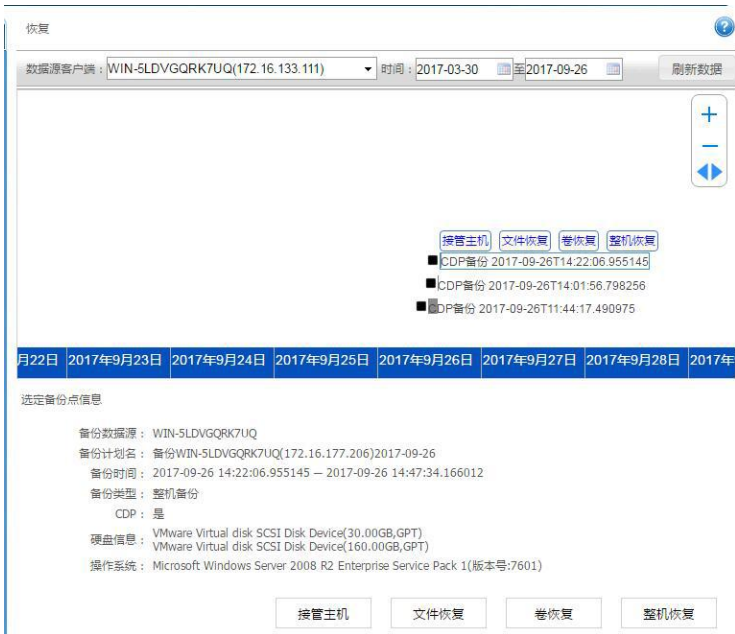 恢复
?
数据源客户端：WIN-5LDVGQRK7UQ(172.16.133.111) 时间：2017-03-30 至2017-09-26 刷新数据
+
−
接管主机 文件恢复 卷恢复 整机恢复
CDP备份 2017-09-26T14:22:06.955145
CDP备份 2017-09-26T14:01:56.798256
CDP备份 2017-09-26T11:44:17.490975
月22日 2017年9月23日 2017年9月24日 2017年9月25日 2017年9月26日 2017年9月27日 2017年9月28日 2017年
选定备份点信息
备份数据源： WIN-5LDVGQRK7UQ
备份计划名： 备份WIN-5LDVGQRK7UQ(172.16.177.206)2017-09-26
备份时间： 2017-09-26 14:22:06.955145 — 2017-09-26 14:47:34.166012
备份类型： 整机备份
CDP： 是
硬盘信息： VMware Virtual disk SCSI Disk Device(30.00GB,GPT)
VMware Virtual disk SCSI Disk Device(160.00GB,GPT)
操作系统： Microsoft Windows Server 2008 R2 Enterprise Service Pack 1(版本号:7601)
接管主机 文件恢复 卷恢复 整机恢复